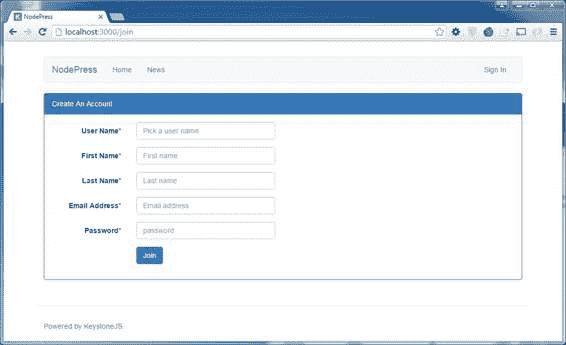 NodePress
localhost:3000/join
NodePress Home News Sign In
Create An Account
User Name* Pick a user name
First Name* First name
Last Name* Last name
Email Address* Email address
Password* password
Join
Powered by KeystoneJS